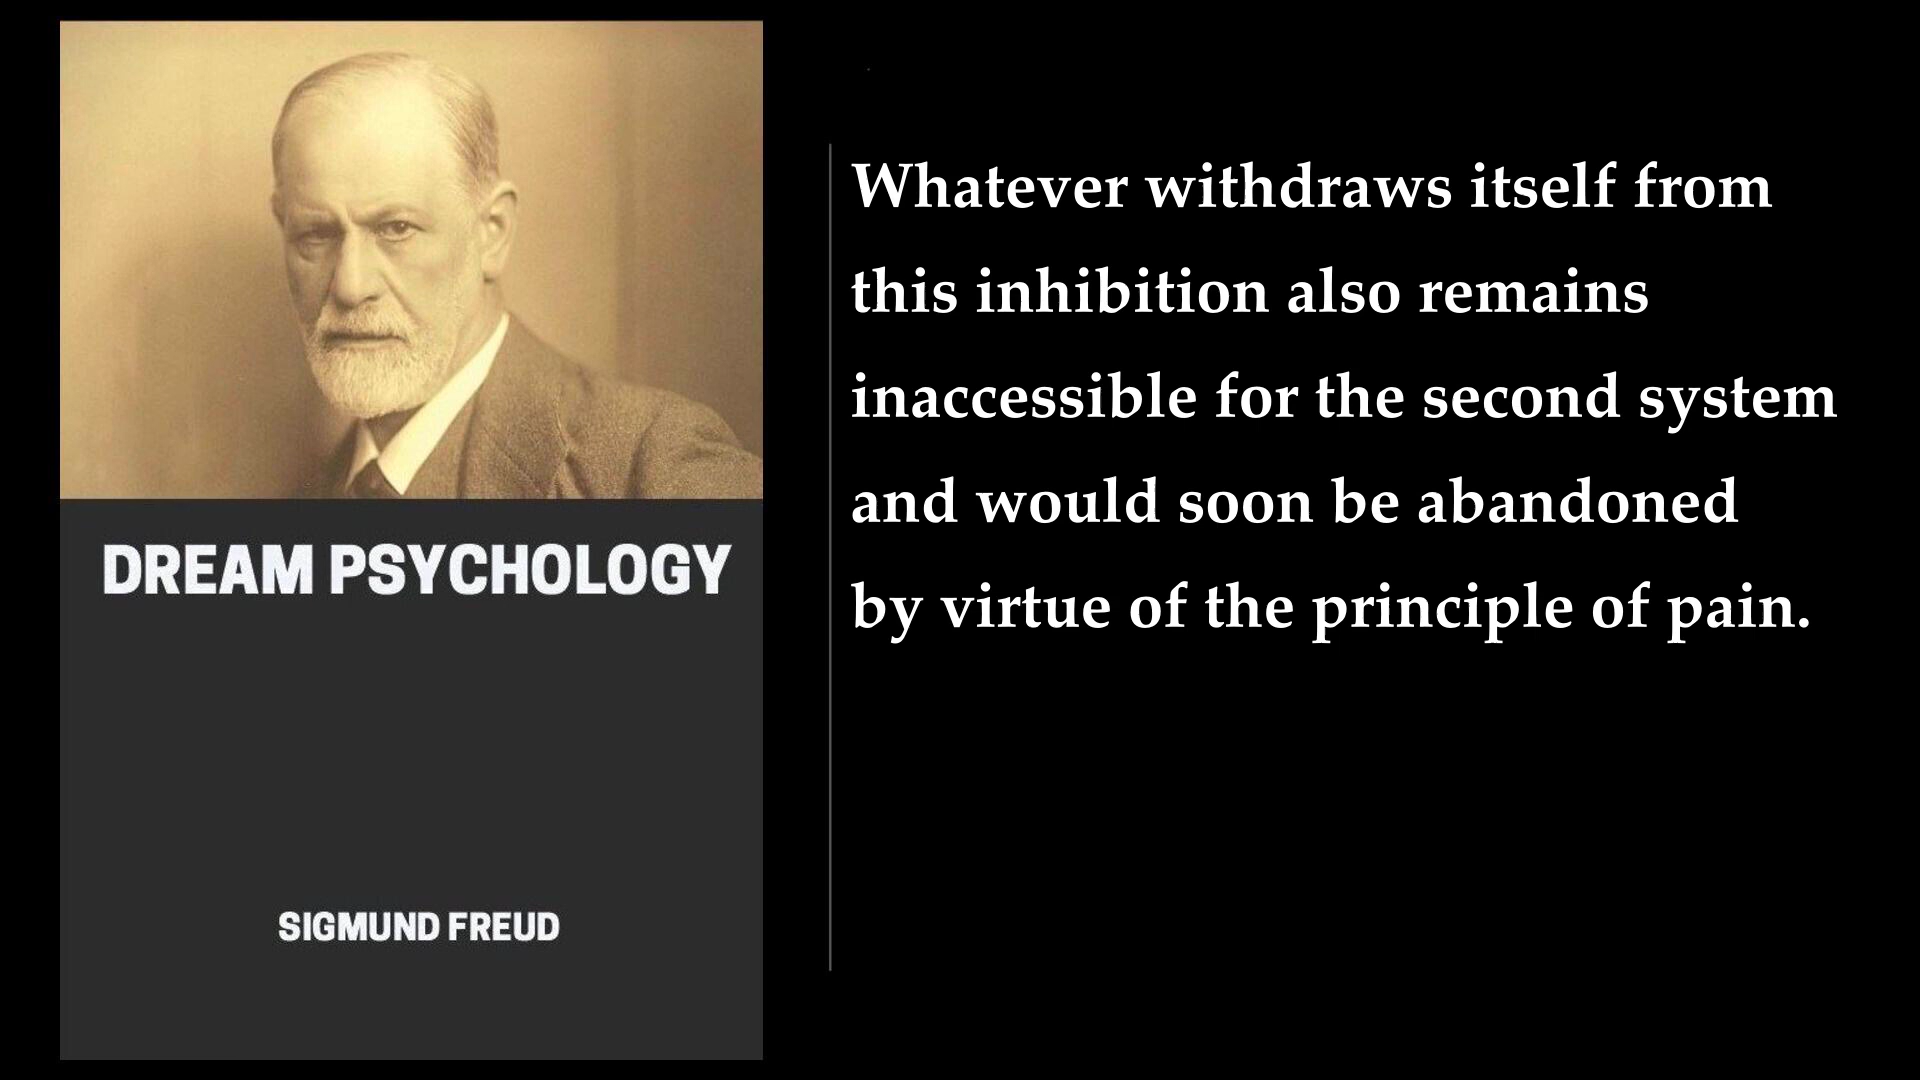 DREAM PSYCHOLOGY
SIGMUND FREUD
Whatever withdraws itself from
this inhibition also remains
inaccessible for the second system
and would soon be abandoned
by virtue of the principle of pain.